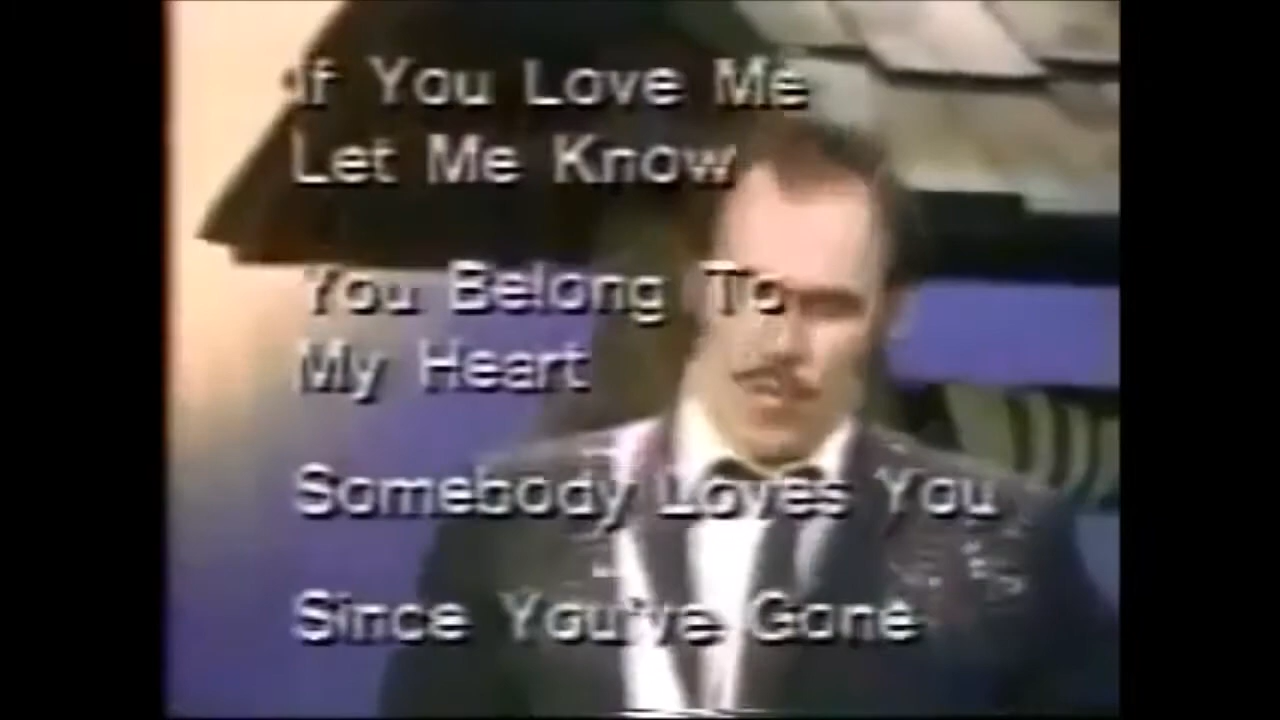 If You Love Me
Let Me Know
You Belong To
My Heart
Somebody Loves You
Since You've Gone